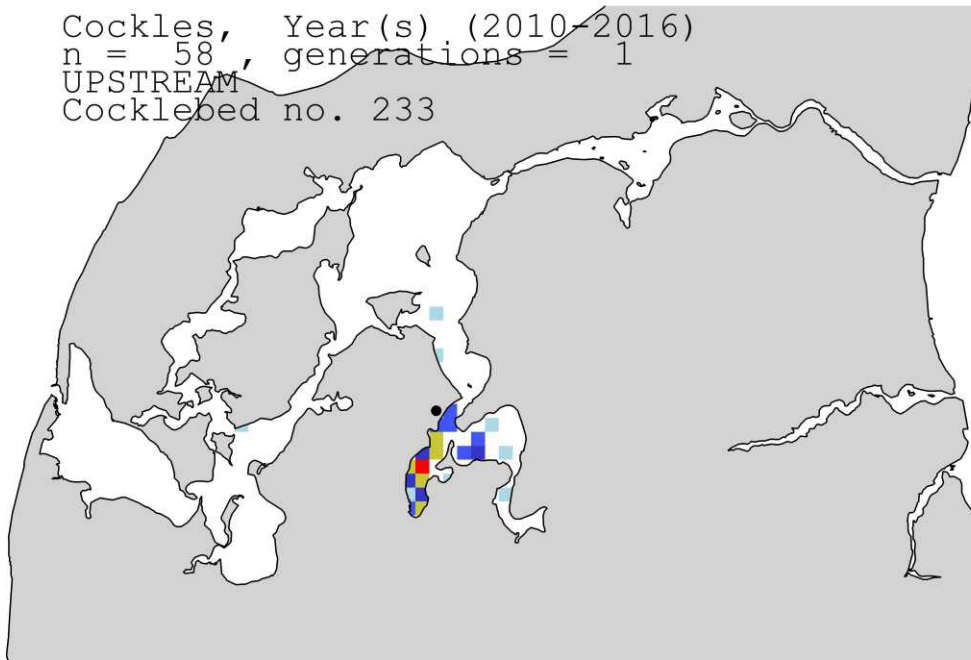 Cockles, Year(s) (2010-2016)
n = 58 , generations = 1
UPSTREAM
Cocklebed no. 233